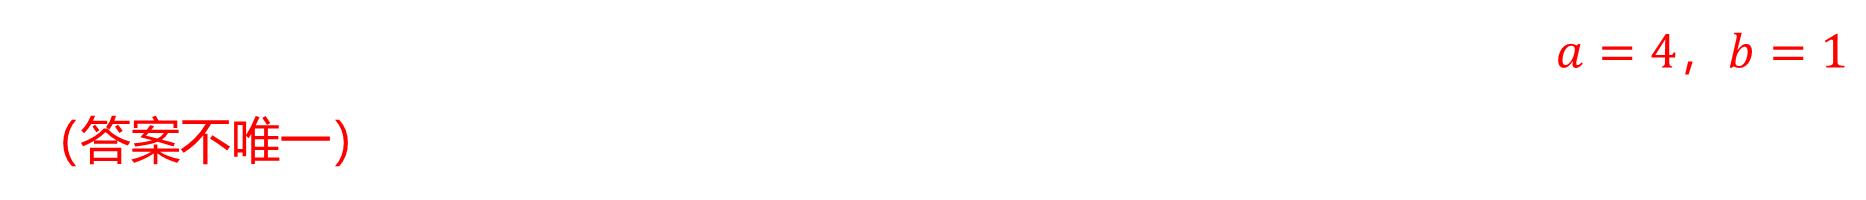 a = 4，b = 1
（答案不唯一）